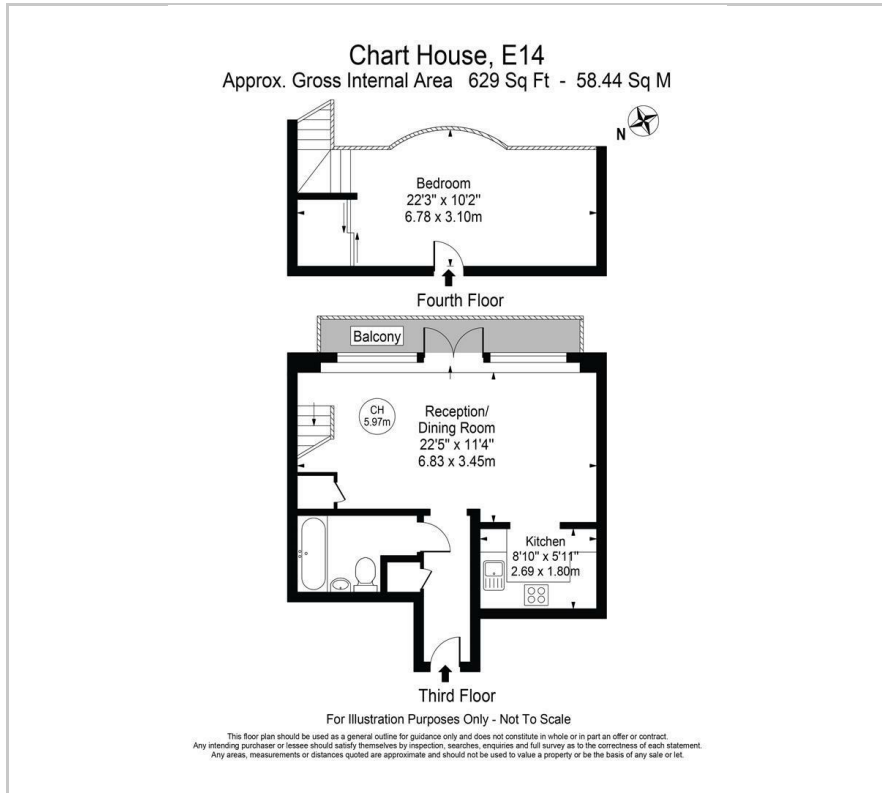 Chart House, E14
Approx. Gross Internal Area 629 Sq Ft - 58.44 Sq M
N
Bedroom
22'3" x 10'2"
6.78 x 3.10m
Fourth Floor
Balcony
CH
5.97m
Reception/
Dining Room
22'5" x 11'4"
6.83 x 3.45m
Kitchen
8'10" x 5'11"
2.69 x 1.80m
Third Floor
For Illustration Purposes Only - Not To Scale
This floor plan should be used as a general outline for guidance only and does not constitute in whole or in part an offer or contract.
Any intending purchaser or lessee should satisfy themselves by inspection, searches, enquiries and full survey as to the correctness of each statement.
Any areas, measurements or distances quoted are approximate and should not be used to value a property or be the basis of any sale or let.